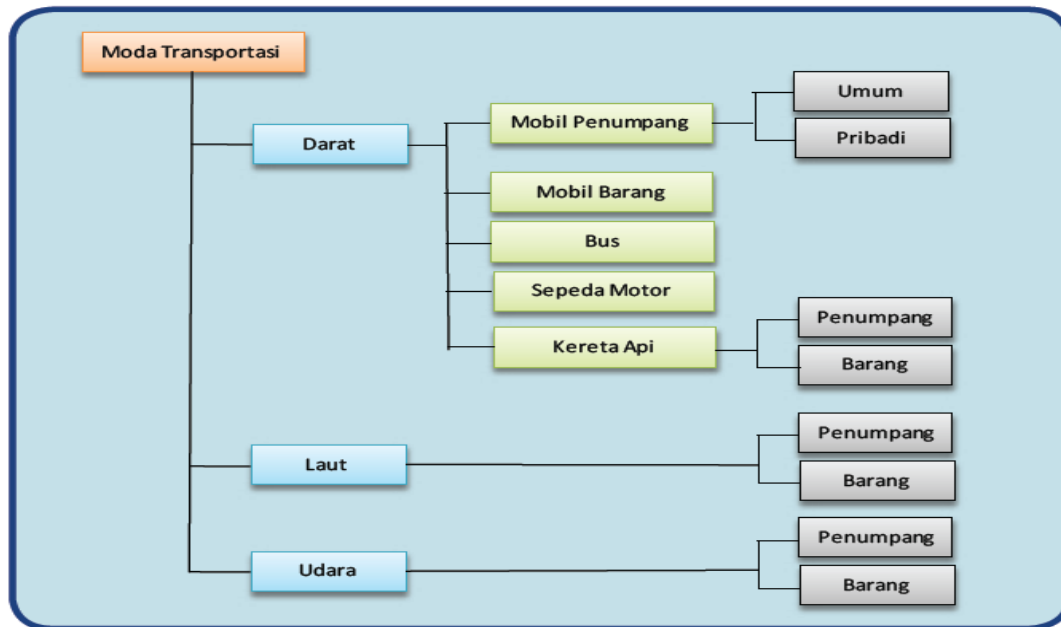 Moda Transportasi
Darat
Mobil Penumpang
Umum
Pribadi
Mobil Barang
Bus
Sepeda Motor
Kereta Api
Penumpang
Barang
Laut
Penumpang
Barang
Udara
Penumpang
Barang